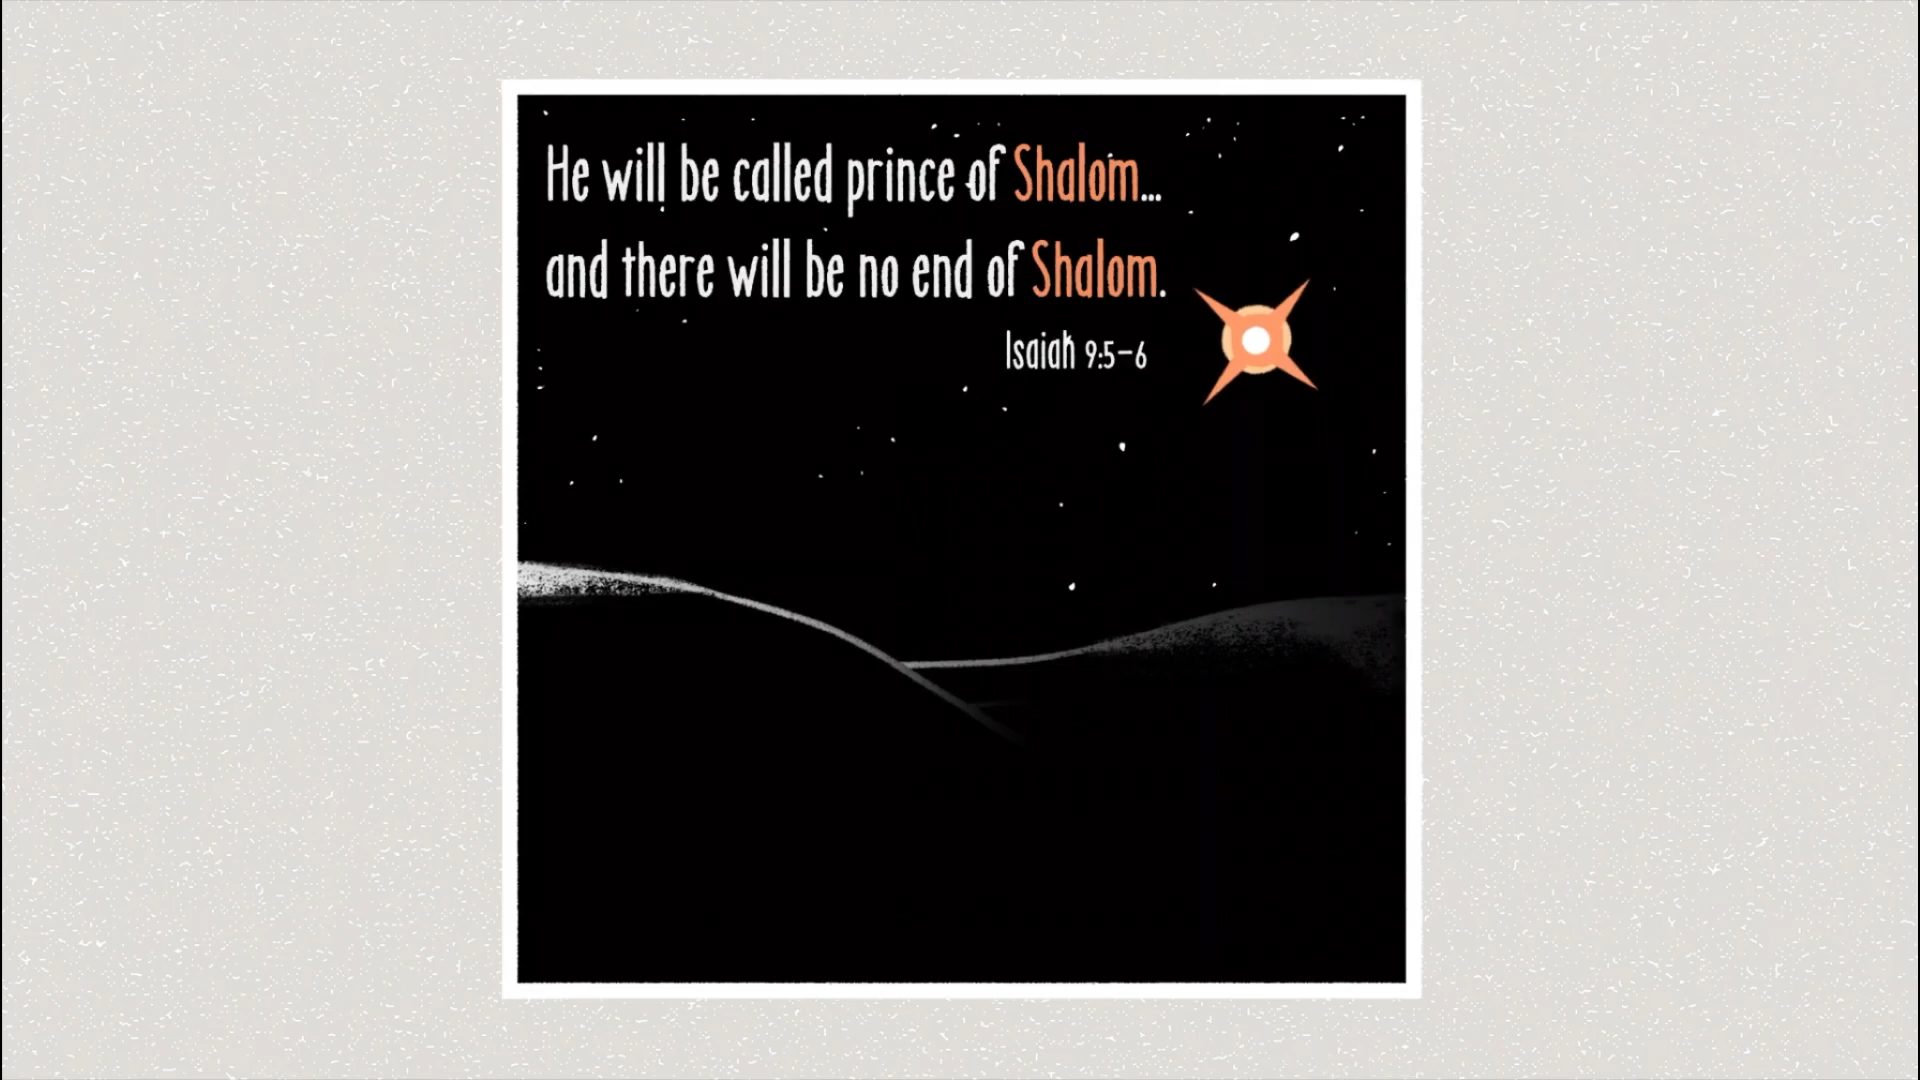 He will be called prince of Shalom...
and there will be no end of Shalom.
Isaiah 9:5–6